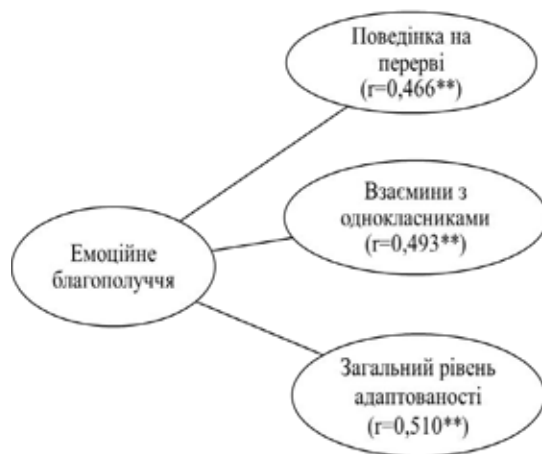 Поведінка на
перерві
(r=0,466**)
Взаємини з
однокласниками
(r=0,493**)
Емоційне
благополуччя
Загальний рівень
адаптованості
(r=0,510**)